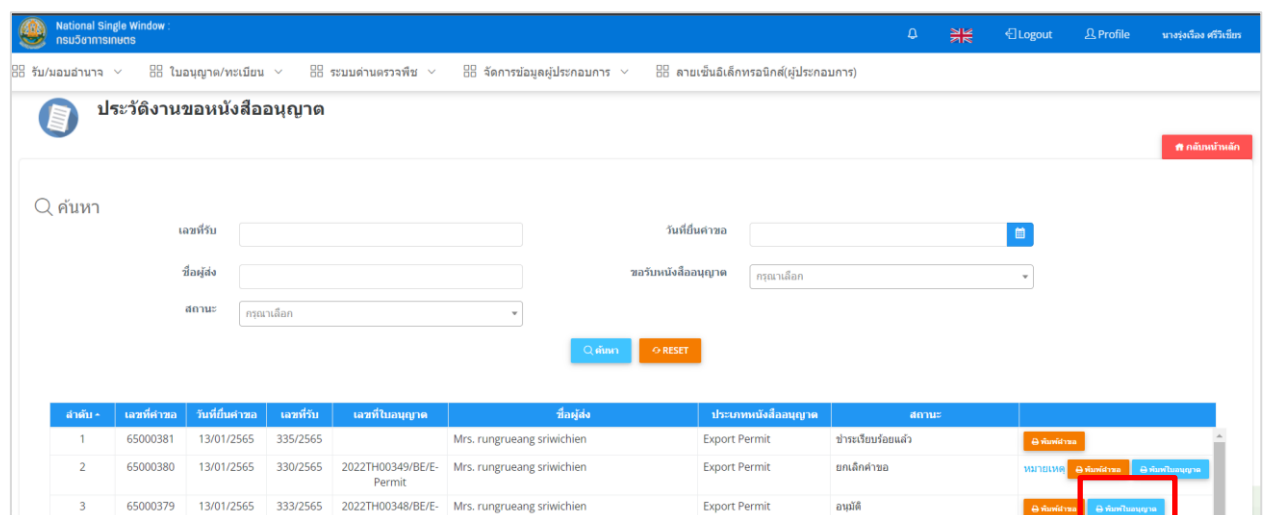 National Single Window :
กรมวิชาการเกษตร
Logout
Profile
นางรุ่งเรือง ศรีวิเชียร
รับ/มอบอำนาจ
ใบอนุญาต/ทะเบียน
ระบบด่านตรวจพืช
จัดการข้อมูลผู้ประกอบการ
ลายเซ็นอิเล็กทรอนิกส์(ผู้ประกอบการ)
ประวัติงานขอหนังสืออนุญาต
กลับหน้าหลัก
ค้นหา
เลขที่รับ
วันที่ยื่นคำขอ
ชื่อผู้ส่ง
ขอรับหนังสืออนุญาต
กรุณาเลือก
สถานะ
กรุณาเลือก
ค้นหา
RESET
ลำดับ เลขที่คำขอ วันที่ยื่นคำขอ เลขที่รับ เลขที่ใบอนุญาต ชื่อผู้ส่ง ประเภทหนังสืออนุญาต สถานะ
1 65000381 13/01/2565 335/2565 Mrs. rungrueang sriwichien Export Permit ชำระเรียบร้อยแล้ว พิมพ์คำขอ
2 65000380 13/01/2565 330/2565 2022TH00349/BE/E- Mrs. rungrueang sriwichien Export Permit ยกเลิกคำขอ หมายเหตุ พิมพ์คำขอ พิมพ์ใบอนุญาต
Permit
3 65000379 13/01/2565 333/2565 2022TH00348/BE/E- Mrs. rungrueang sriwichien Export Permit อนุมัติ พิมพ์คำขอ พิมพ์ใบอนุญาต